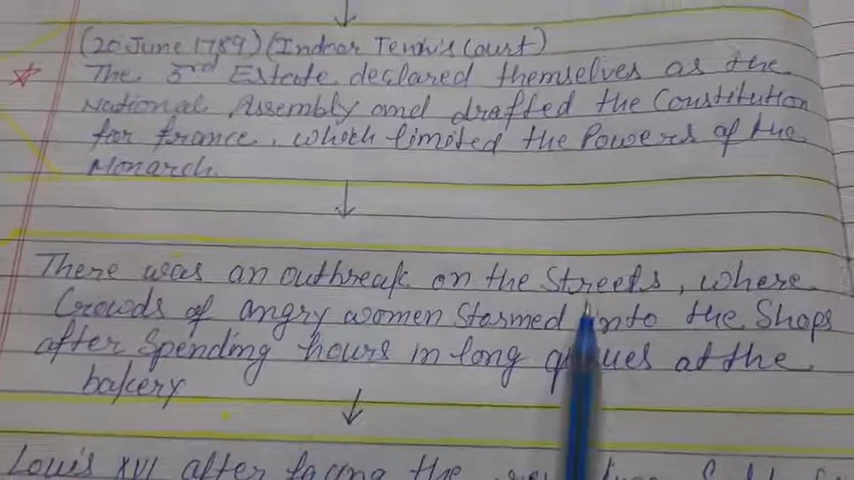 (20 June 1789) (Indoor Tennis Court)
The 3rd Estate declared themselves as the
National Assembly and drafted the Constitution
for france, which limited the Powers of the
Monarch.
There was an outbreak on the Streets, where
Crowds of angry women Stormed into the Shops
after Spending hours in long queues at the
bakery
Louis XVI after facing the